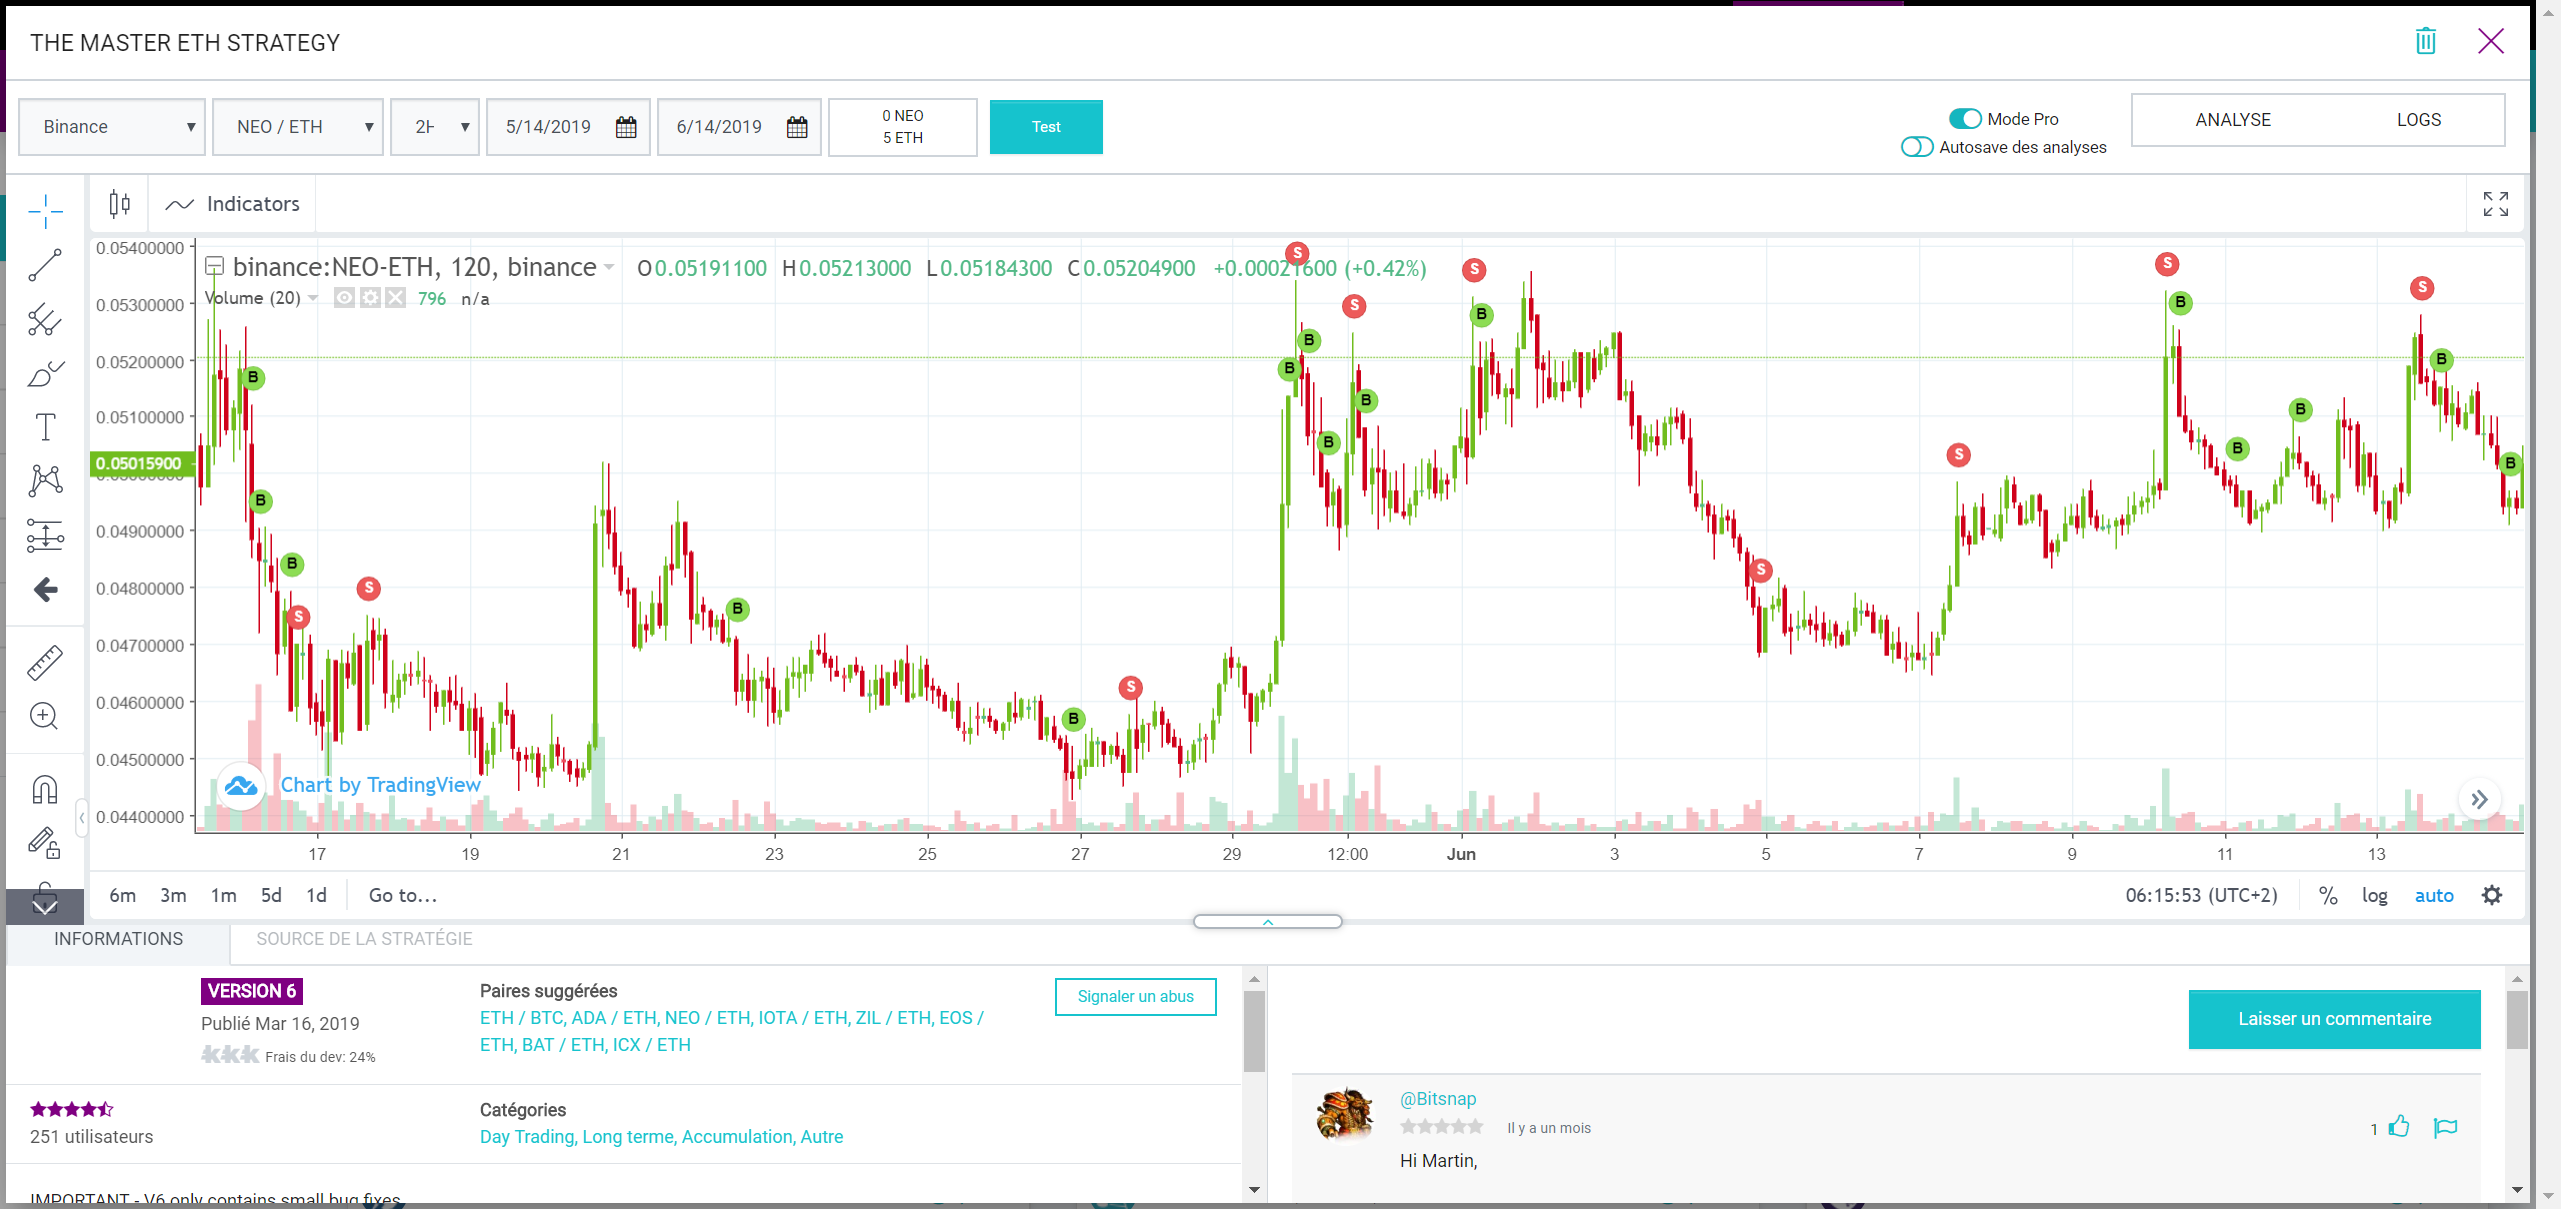 THE MASTER ETH STRATEGY
Binance
NEO / ETH
2H
5/14/2019
6/14/2019
0 NEO
5 ETH
Test
Mode Pro
Autosave des analyses
ANALYSE
LOGS
Indicators
binance:NEO-ETH, 120, binance O0.05191100 H0.05213000 L0.05184300 C0.05204900 +0.00021600 (+0.42%)
Volume (20) 796 n/a
0.05400000
0.05300000
0.05200000
0.05100000
0.05015900
0.04900000
0.04800000
0.04700000
0.04600000
0.04500000
0.04400000
B
B
B
S
S
B
B
S
B
S
B
B
S
B
S
B
S
S
S
B
B
B
S
B
B
Chart by TradingView
17 19 21 23 25 27 29 12:00 Jun 3 5 7 9 11 13
6m 3m 1m 5d 1d Go to...
06:15:53 (UTC+2) % log auto
INFORMATIONS
SOURCE DE LA STRATÉGIE
VERSION 6
Publié Mar 16, 2019
Frais du dev: 24%
Paires suggérées
ETH / BTC, ADA / ETH, NEO / ETH, IOTA / ETH, ZIL / ETH, EOS /
ETH, BAT / ETH, ICX / ETH
Signaler un abus
251 utilisateurs
Catégories
Day Trading, Long terme, Accumulation, Autre
IMPORTANT - V6 only contains small bug fixes
Laisser un commentaire
@Bitsnap
Il y a un mois
1
Hi Martin,